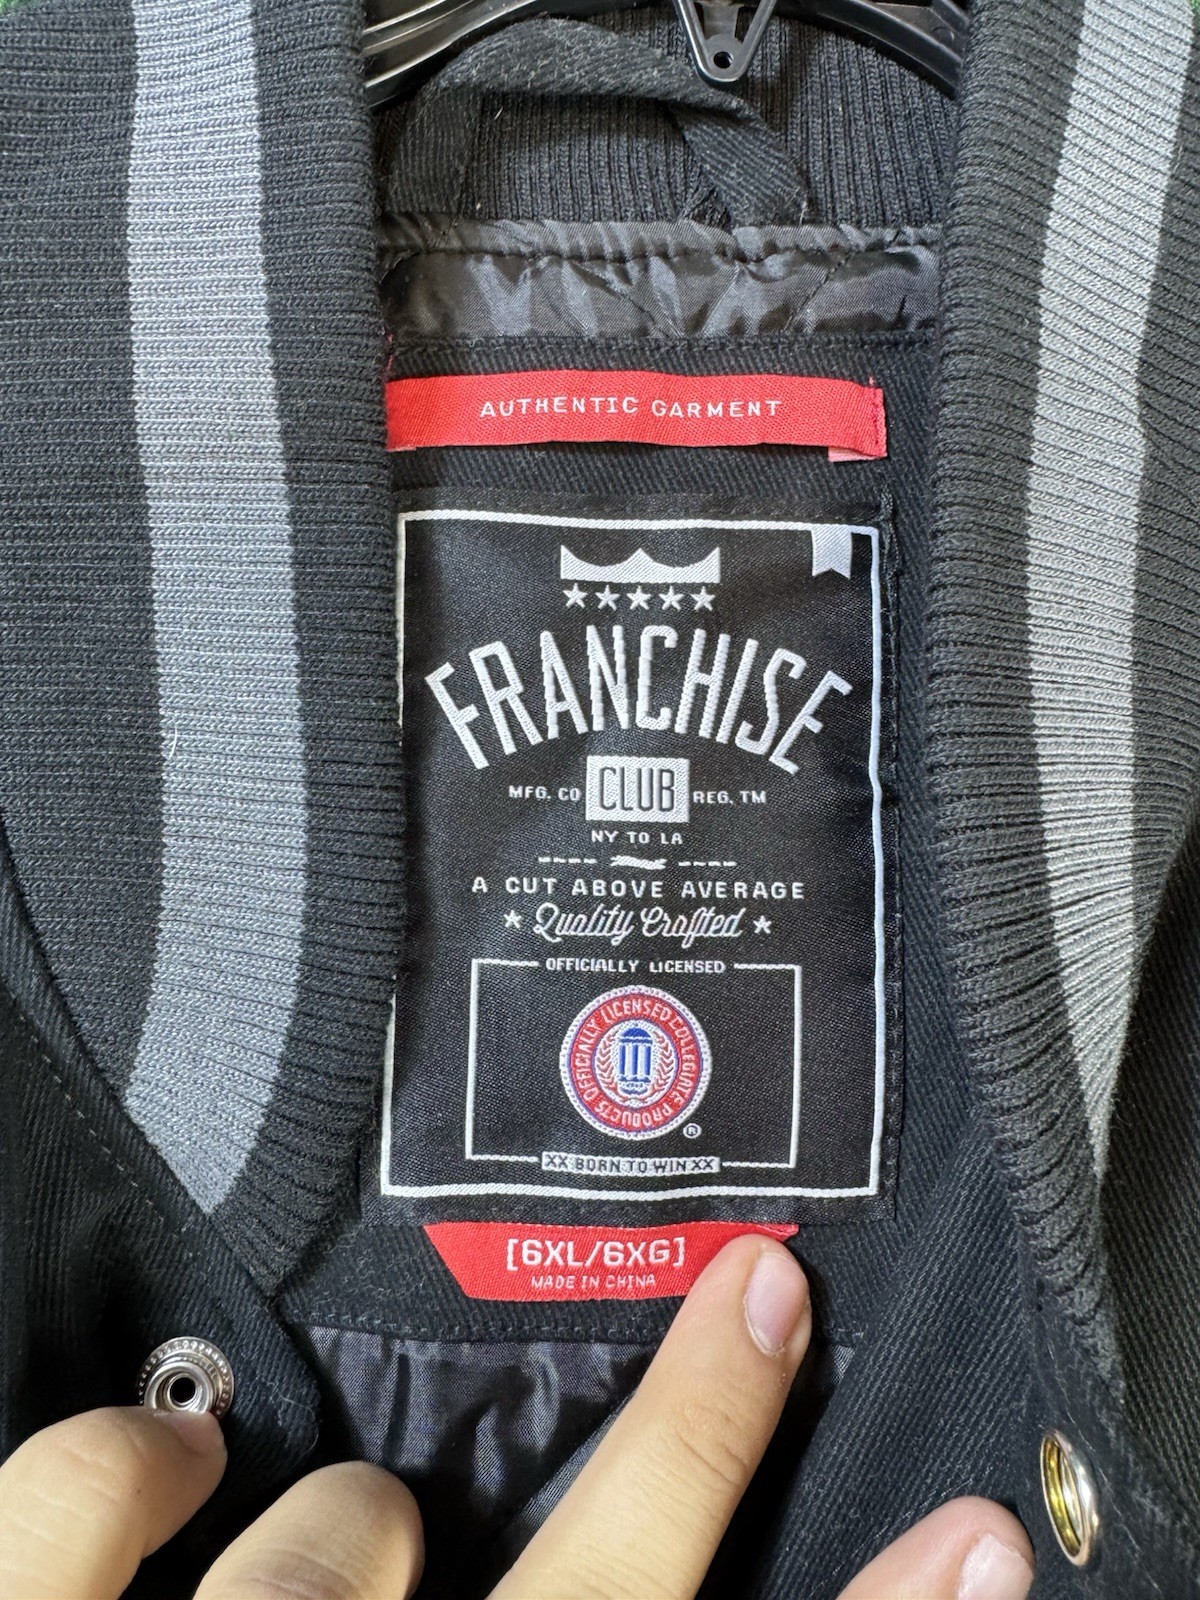 AUTHENTIC GARMENT
FRANCHISE
MFG. CO CLUB REG. TM
NY TO LA
A CUT ABOVE AVERAGE
Quality Crafted
OFFICIALLY LICENSED
OFFICIALLY LICENSED COLLEGIATE PRODUCTS
®
XX BORN TO WIN XX
[6XL/6XG]
MADE IN CHINA